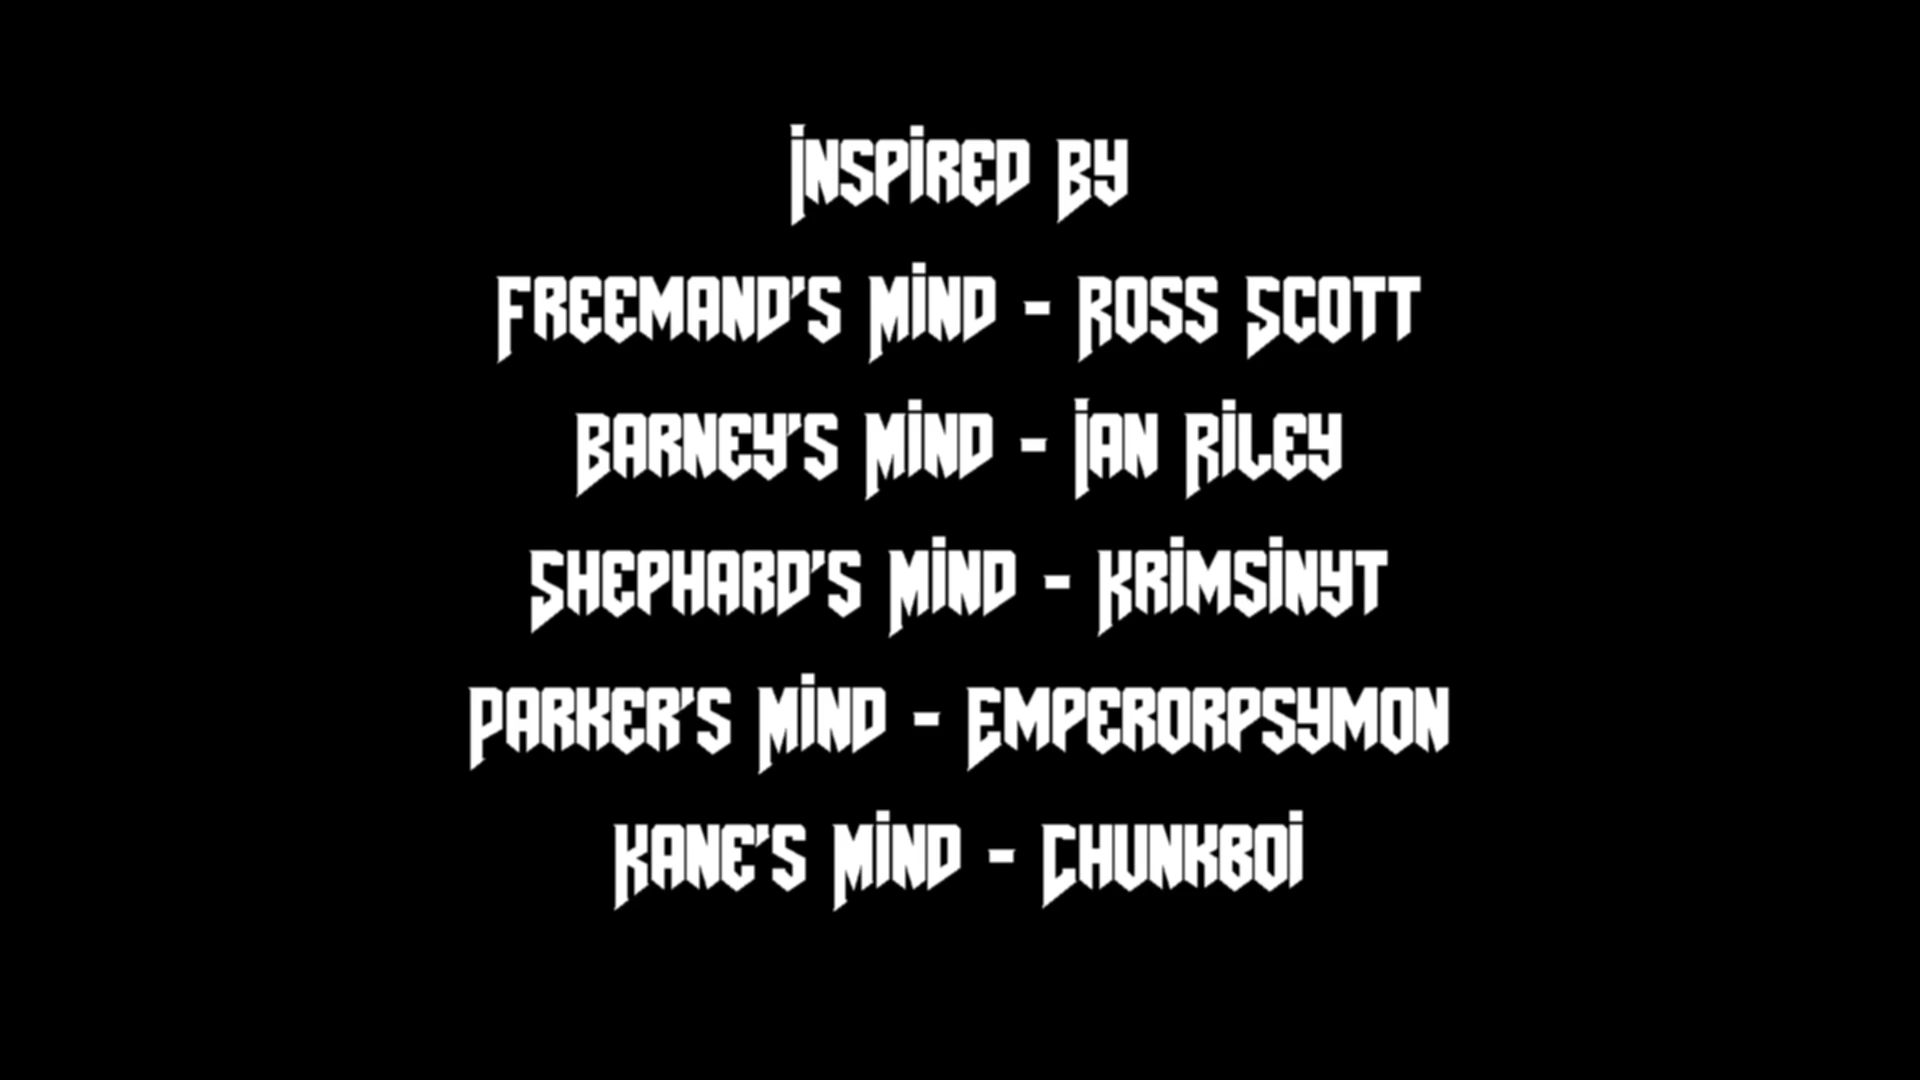 Inspired by
Freemand's Mind - Ross Scott
Barney's Mind - Ian Riley
Shephard's Mind - Krimsinyt
Parker's Mind - Emperorpsymon
Kane's Mind - Chunkboi